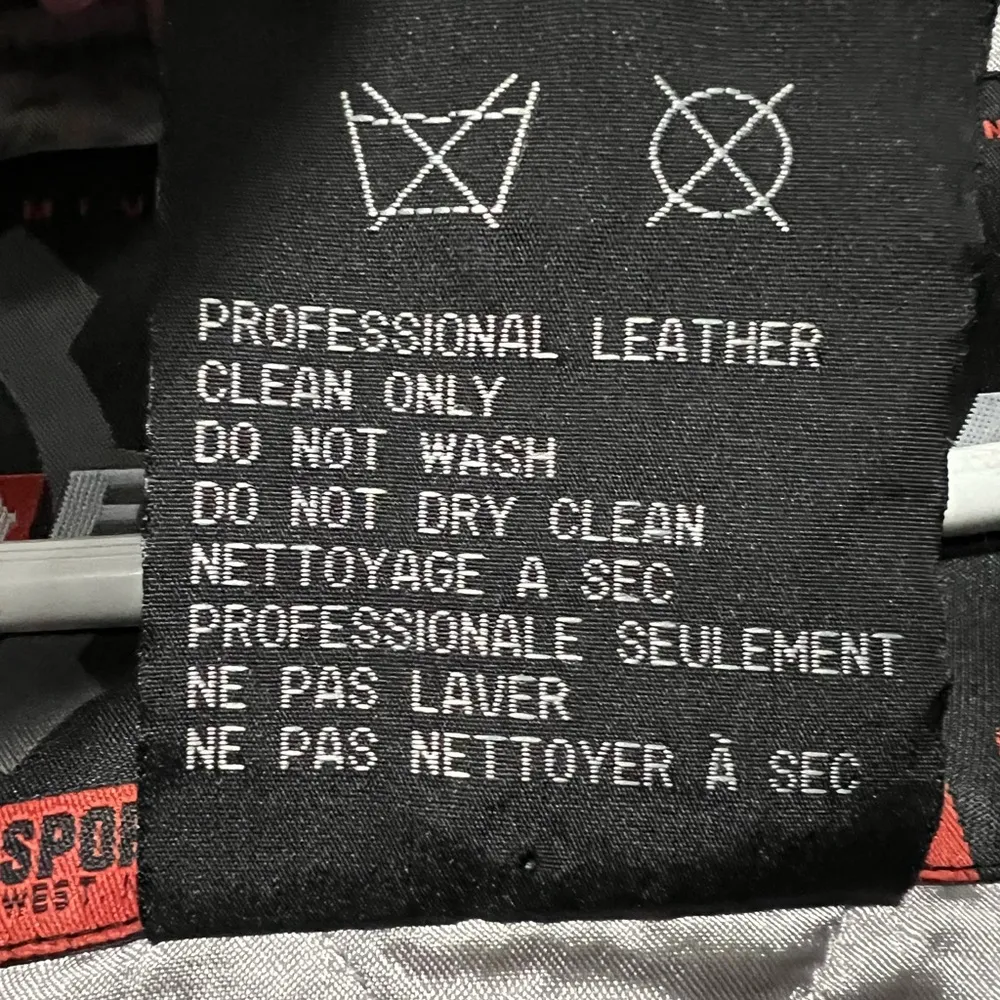 PROFESSIONAL LEATHER
CLEAN ONLY
DO NOT WASH
DO NOT DRY CLEAN
NETTOYAGE A SEC
PROFESSIONALE SEULEMENT
NE PAS LAVER
NE PAS NETTOYER À SEC
WEST